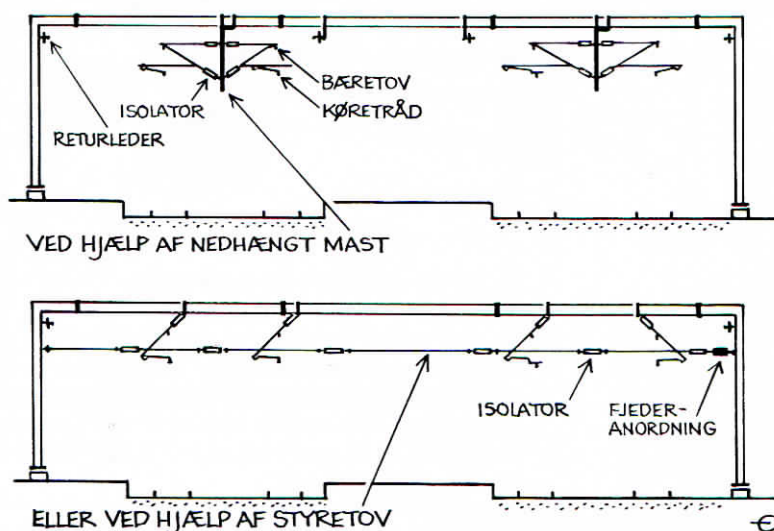 BÆRETOV
ISOLATOR
KØRETRÅD
RETURLEDER
VED HJÆLP AF NEDHÆNGT MAST
ISOLATOR
FJEDER-
ANORDNING
ELLER VED HJÆLP AF STYRETOV